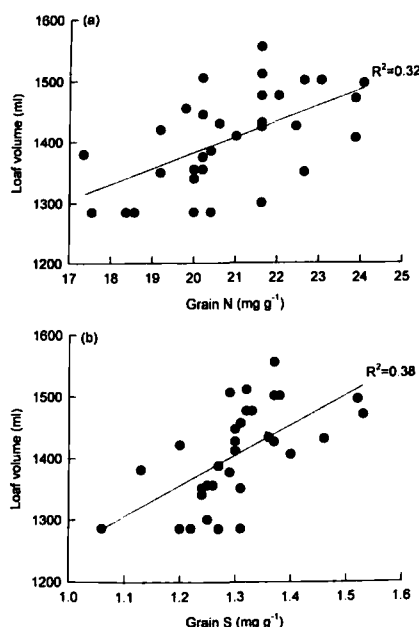 (a)
1600
1500
1400
1300
1200
Loaf volume (ml)
R²=0.32
17 18 19 20 21 22 23 24 25
Grain N (mg g⁻¹)
(b)
1600
1500
1400
1300
1200
Loaf volume (ml)
R²=0.38
1.0 1.1 1.2 1.3 1.4 1.5 1.6
Grain S (mg g⁻¹)